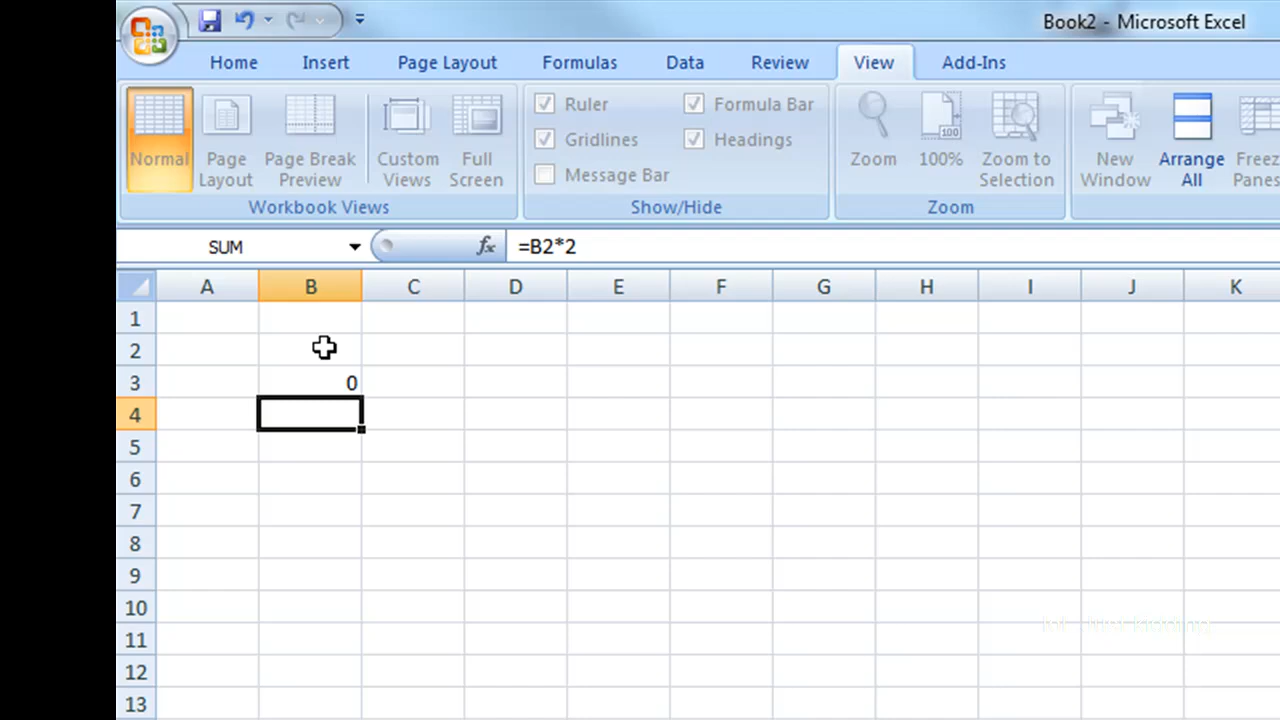 Book2 - Microsoft Excel
Home Insert Page Layout Formulas Data Review View Add-Ins
Normal Page Layout Page Break Preview Custom Views Full Screen
Workbook Views
Ruler Formula Bar
Gridlines Headings
Message Bar
Show/Hide
Zoom 100% Zoom to Selection
Zoom
New Window Arrange All Freeze Panes
SUM fx =B2*2
A B C D E F G H I J K
1
2
3 0
4
5
6
7
8
9
10
11
12
13